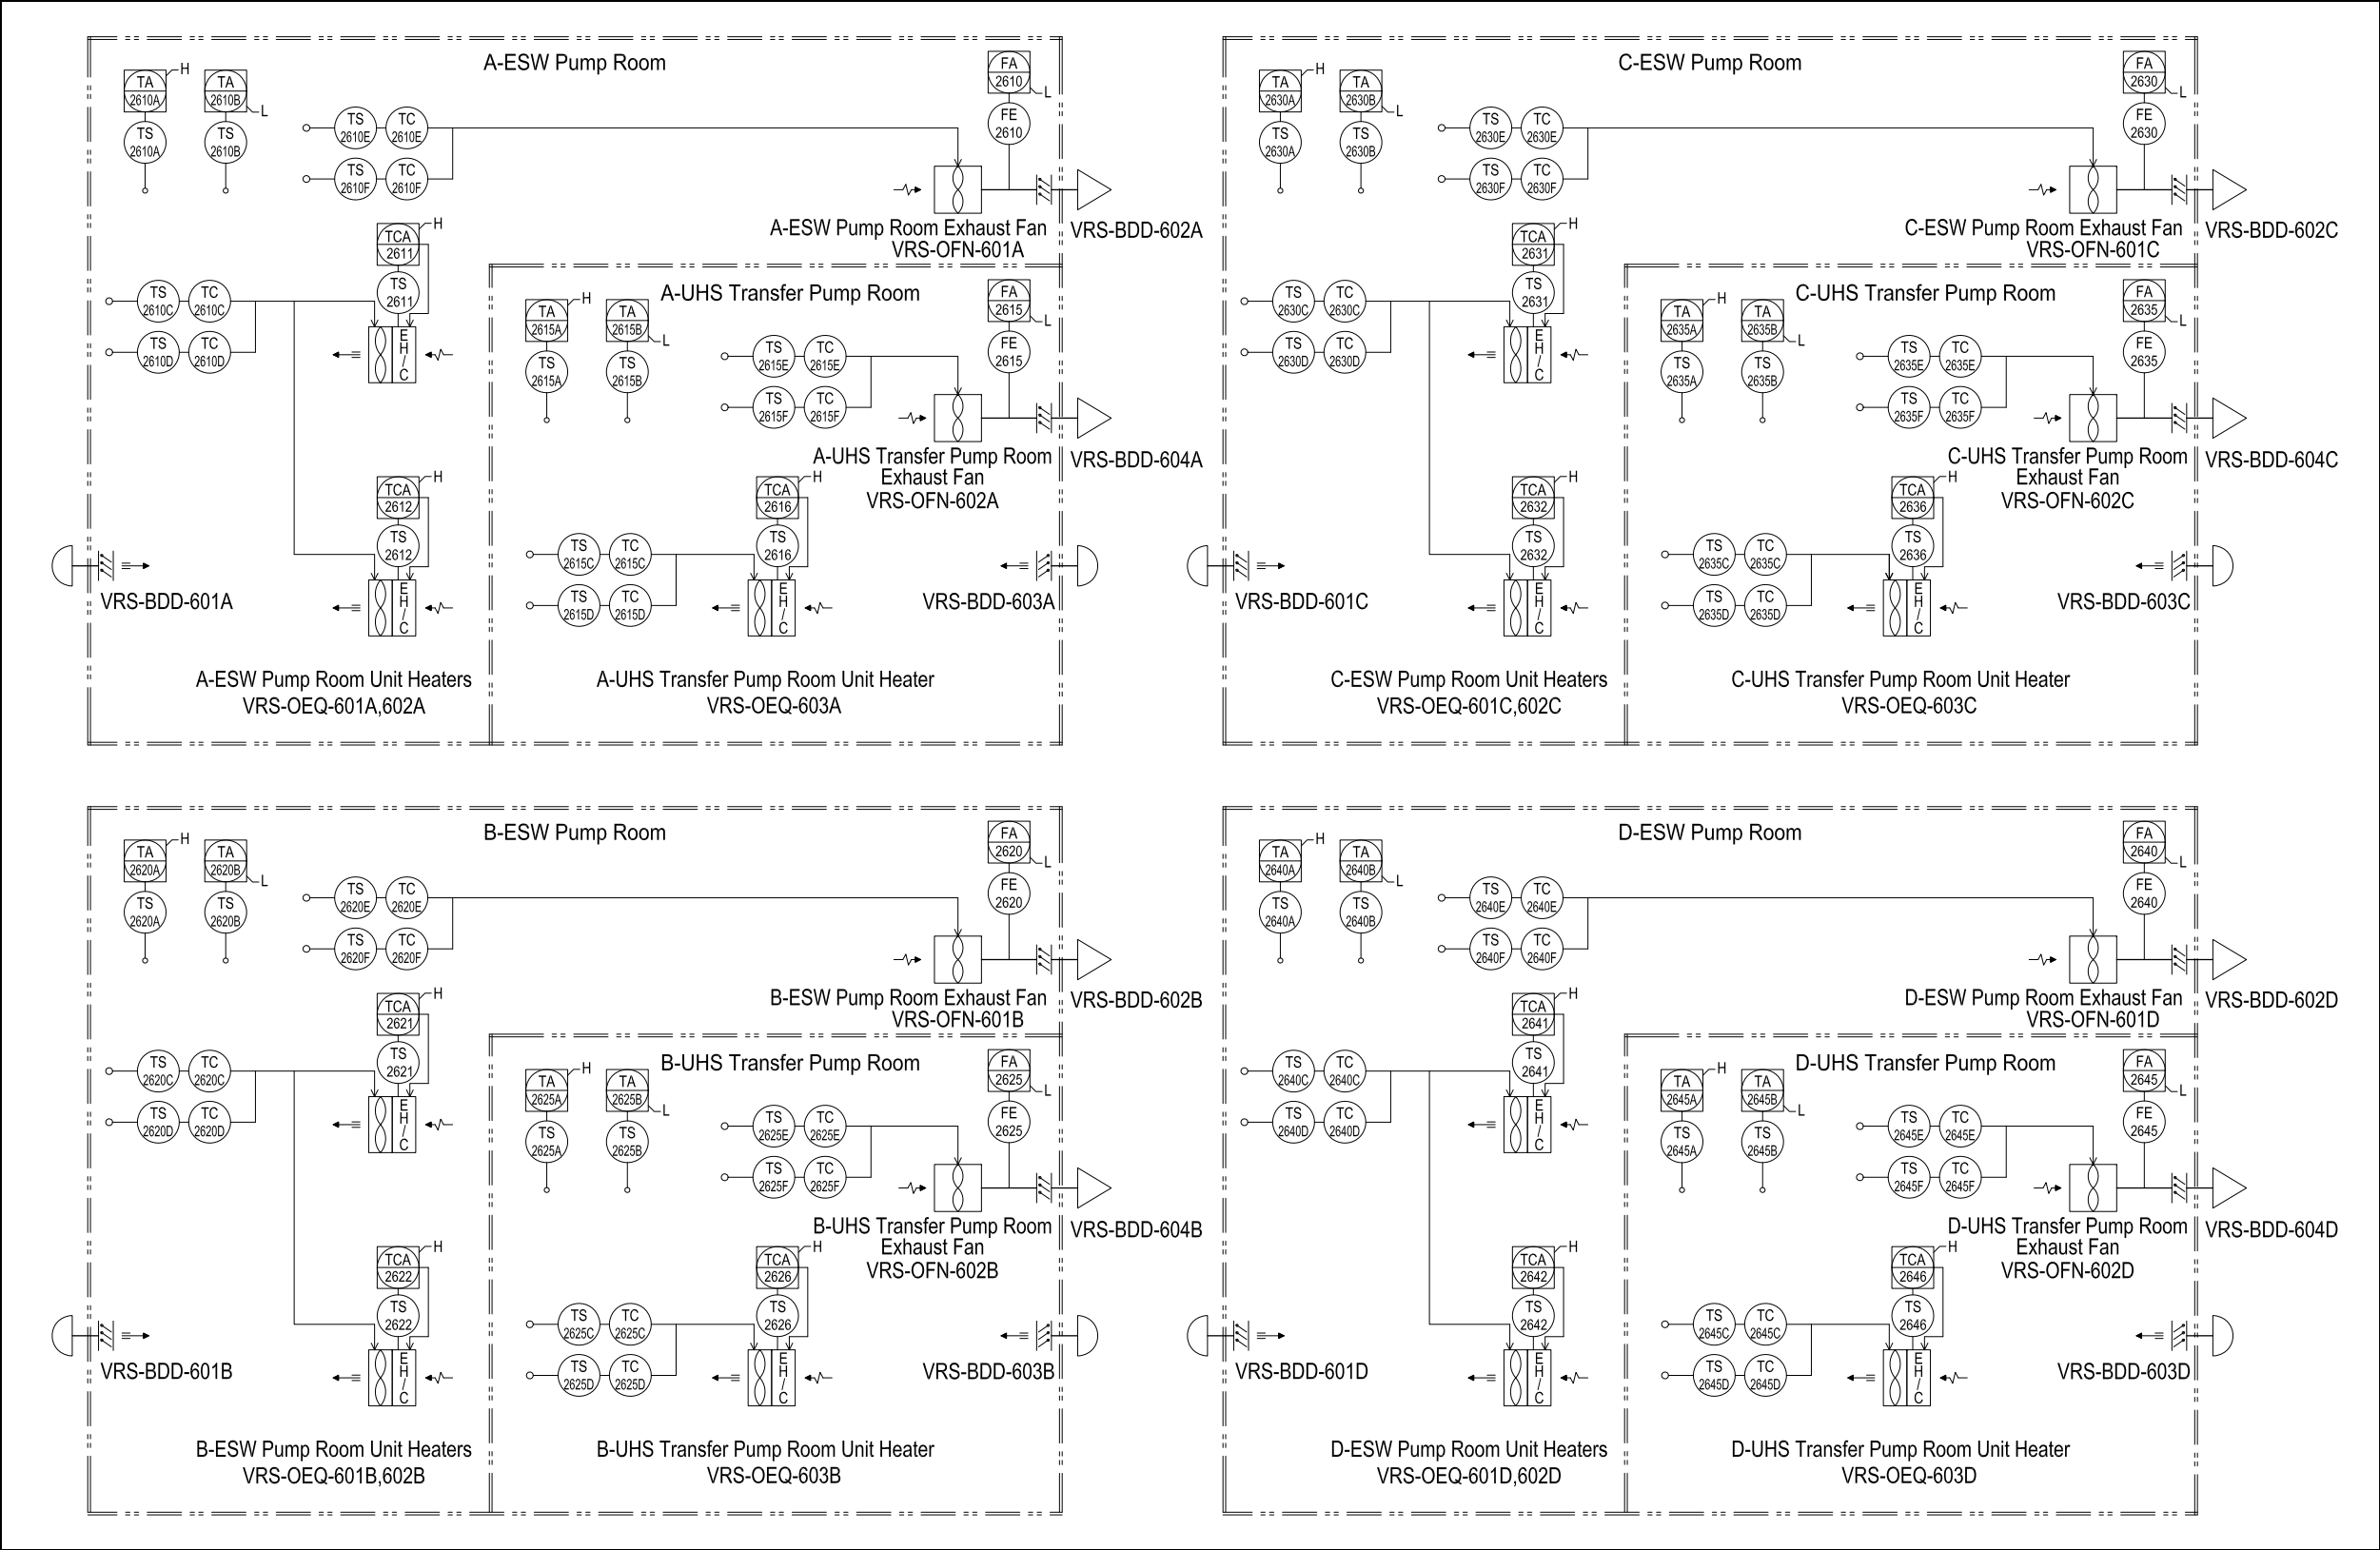 A-ESW Pump Room
TA
2610A
H
TS
2610A
TA
2610B
L
TS
2610B
TS
2610E
TC
2610E
TS
2610F
TC
2610F
FA
2610
L
FE
2610
A-ESW Pump Room Exhaust Fan
VRS-OFN-601A
VRS-BDD-602A
TCA
2611
H
TS
2611
TS
2610C
TC
2610C
TS
2610D
TC
2610D
EH/C
TCA
2612
H
TS
2612
EH/C
VRS-BDD-601A
A-ESW Pump Room Unit Heaters
VRS-OEQ-601A,602A
A-UHS Transfer Pump Room
TA
2615A
H
TS
2615A
TA
2615B
L
TS
2615B
TS
2615E
TC
2615E
TS
2615F
TC
2615F
FA
2615
L
FE
2615
A-UHS Transfer Pump Room
Exhaust Fan
VRS-OFN-602A
VRS-BDD-604A
TCA
2616
H
TS
2616
TS
2615C
TC
2615C
TS
2615D
TC
2615D
EH/C
VRS-BDD-603A
A-UHS Transfer Pump Room Unit Heater
VRS-OEQ-603A
C-ESW Pump Room
TA
2630A
H
TS
2630A
TA
2630B
L
TS
2630B
TS
2630E
TC
2630E
TS
2630F
TC
2630F
FA
2630
L
FE
2630
C-ESW Pump Room Exhaust Fan
VRS-OFN-601C
VRS-BDD-602C
TCA
2631
H
TS
2631
TS
2630C
TC
2630C
TS
2630D
TC
2630D
EH/C
TCA
2632
H
TS
2632
EH/C
VRS-BDD-601C
C-ESW Pump Room Unit Heaters
VRS-OEQ-601C,602C
C-UHS Transfer Pump Room
TA
2635A
H
TS
2635A
TA
2635B
L
TS
2635B
TS
2635E
TC
2635E
TS
2635F
TC
2635F
FA
2635
L
FE
2635
C-UHS Transfer Pump Room
Exhaust Fan
VRS-OFN-602C
VRS-BDD-604C
TCA
2636
H
TS
2636
TS
2635C
TC
2635C
TS
2635D
TC
2635D
EH/C
VRS-BDD-603C
C-UHS Transfer Pump Room Unit Heater
VRS-OEQ-603C
B-ESW Pump Room
TA
2620A
H
TS
2620A
TA
2620B
L
TS
2620B
TS
2620E
TC
2620E
TS
2620F
TC
2620F
FA
2620
L
FE
2620
B-ESW Pump Room Exhaust Fan
VRS-OFN-601B
VRS-BDD-602B
TCA
2621
H
TS
2621
TS
2620C
TC
2620C
TS
2620D
TC
2620D
EH/C
TCA
2622
H
TS
2622
EH/C
VRS-BDD-601B
B-ESW Pump Room Unit Heaters
VRS-OEQ-601B,602B
B-UHS Transfer Pump Room
TA
2625A
H
TS
2625A
TA
2625B
L
TS
2625B
TS
2625E
TC
2625E
TS
2625F
TC
2625F
FA
2625
L
FE
2625
B-UHS Transfer Pump Room
Exhaust Fan
VRS-OFN-602B
VRS-BDD-604B
TCA
2626
H
TS
2626
TS
2625C
TC
2625C
TS
2625D
TC
2625D
EH/C
VRS-BDD-603B
B-UHS Transfer Pump Room Unit Heater
VRS-OEQ-603B
D-ESW Pump Room
TA
2640A
H
TS
2640A
TA
2640B
L
TS
2640B
TS
2640E
TC
2640E
TS
2640F
TC
2640F
FA
2640
L
FE
2640
D-ESW Pump Room Exhaust Fan
VRS-OFN-601D
VRS-BDD-602D
TCA
2641
H
TS
2641
TS
2640C
TC
2640C
TS
2640D
TC
2640D
EH/C
TCA
2642
H
TS
2642
EH/C
VRS-BDD-601D
D-ESW Pump Room Unit Heaters
VRS-OEQ-601D,602D
D-UHS Transfer Pump Room
TA
2645A
H
TS
2645A
TA
2645B
L
TS
2645B
TS
2645E
TC
2645E
TS
2645F
TC
2645F
FA
2645
L
FE
2645
D-UHS Transfer Pump Room
Exhaust Fan
VRS-OFN-602D
VRS-BDD-604D
TCA
2646
H
TS
2646
TS
2645C
TC
2645C
TS
2645D
TC
2645D
EH/C
VRS-BDD-603D
D-UHS Transfer Pump Room Unit Heater
VRS-OEQ-603D